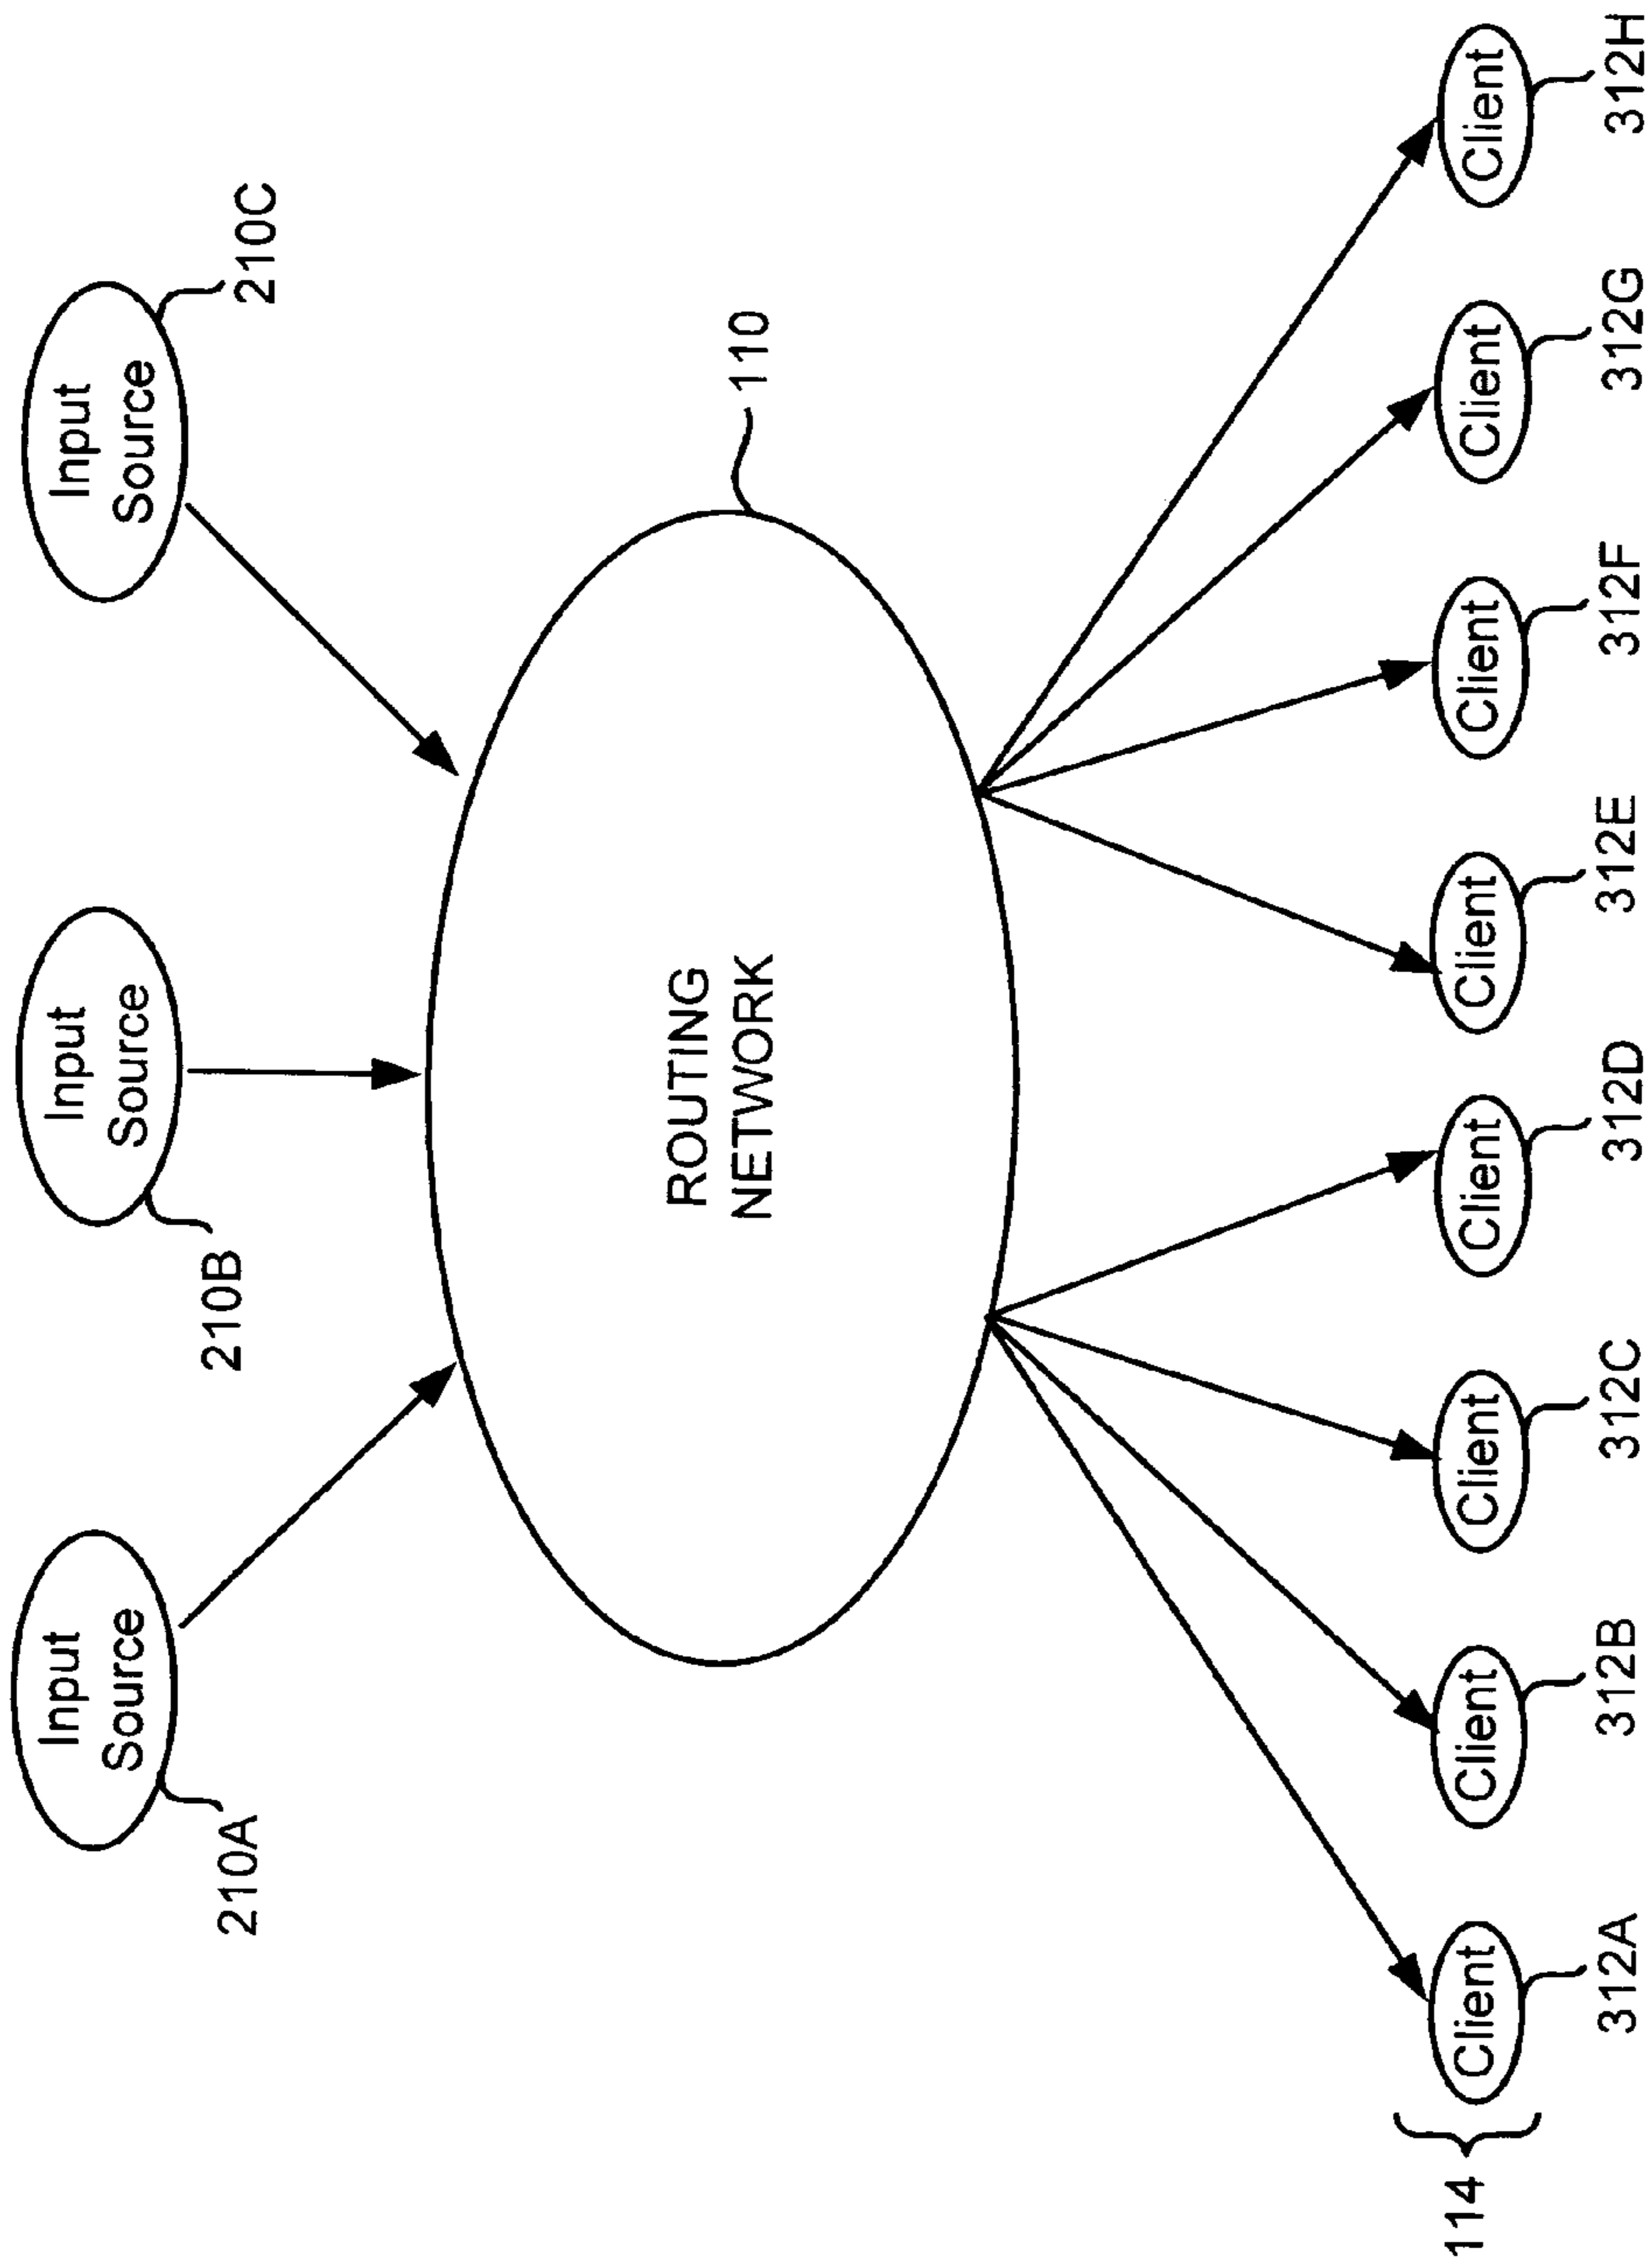 Input
Source
210A
Input
Source
210B
Input
Source
210C
ROUTING
NETWORK
110
114
Client
312A
Client
312B
Client
312C
Client
312D
Client
312E
Client
312F
Client
312G
Client
312H